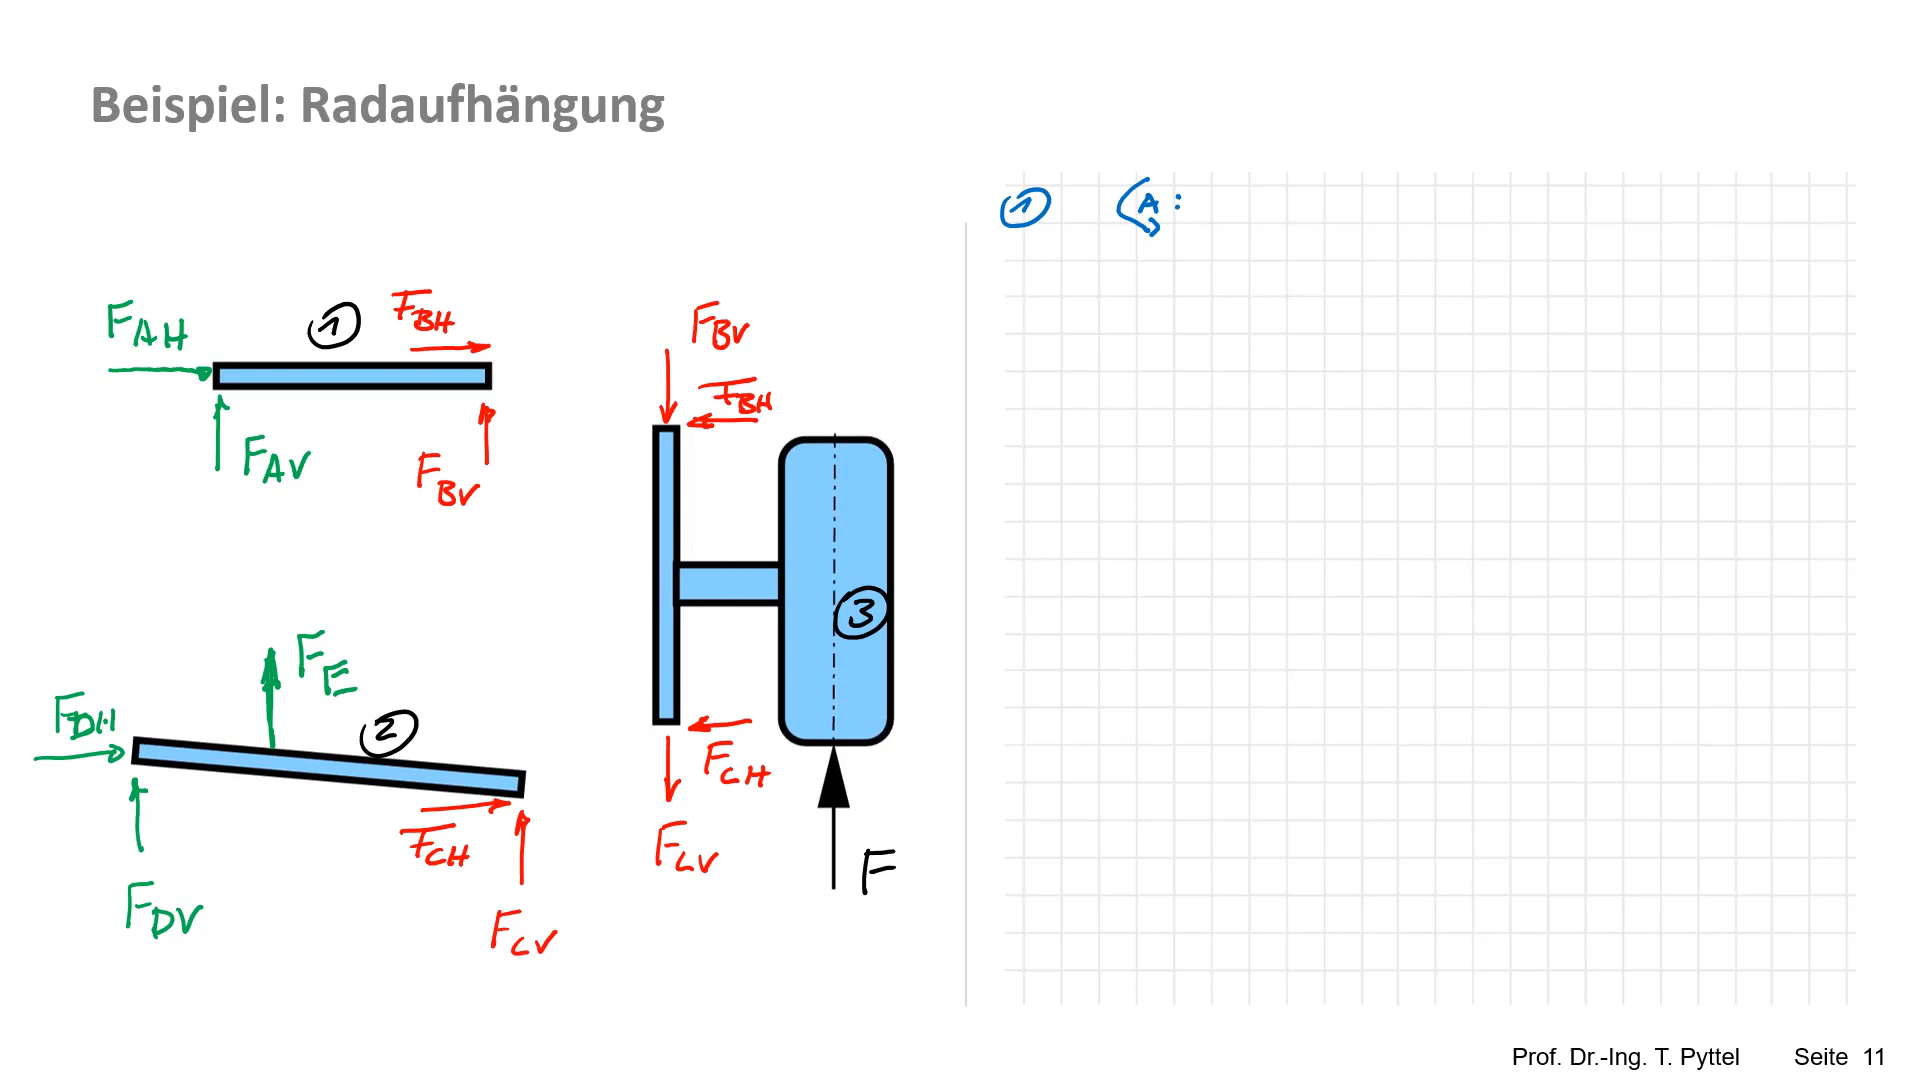 Beispiel: Radaufhängung
① A:
F_AH
①
F_BH
F_AV
F_BV
F_BV
F_BH
③
F_E
F_DH
②
F_CH
F_DV
F_CV
F_CH
F_CV
F
Prof. Dr.-Ing. T. Pyttel Seite 11